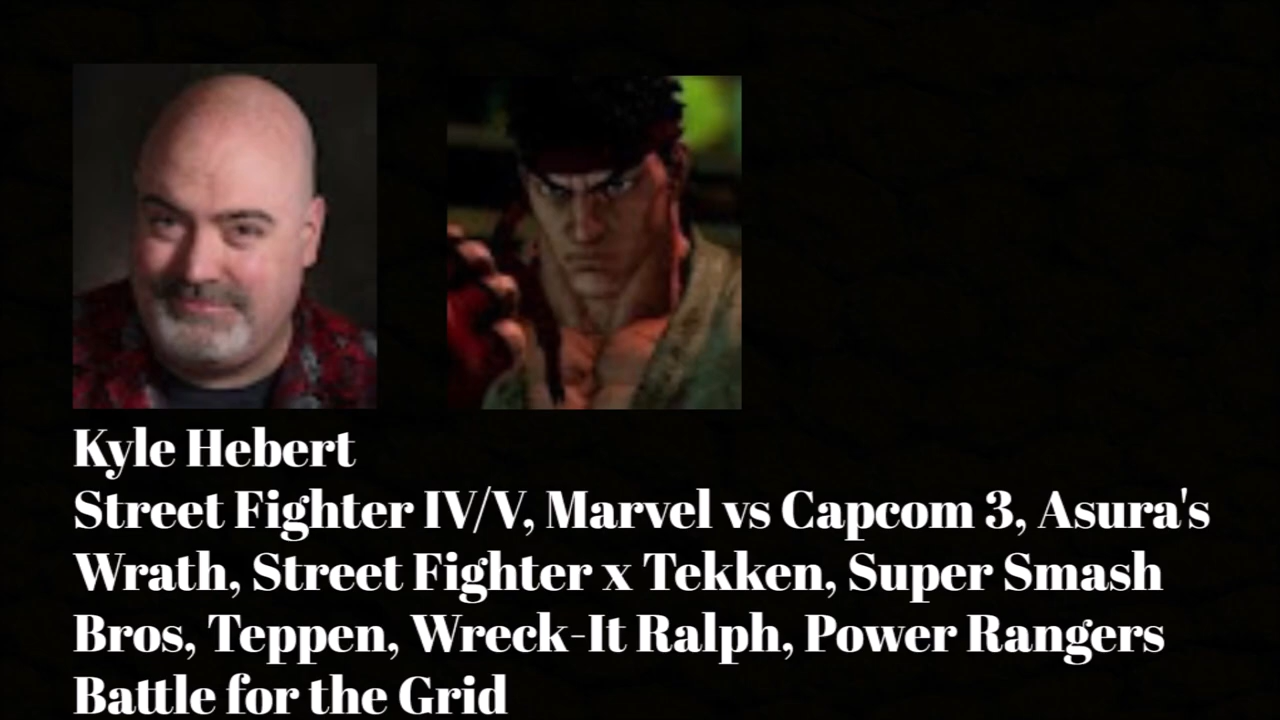 Kyle Hebert
Street Fighter IV/V, Marvel vs Capcom 3, Asura's
Wrath, Street Fighter x Tekken, Super Smash
Bros, Teppen, Wreck-It Ralph, Power Rangers
Battle for the Grid